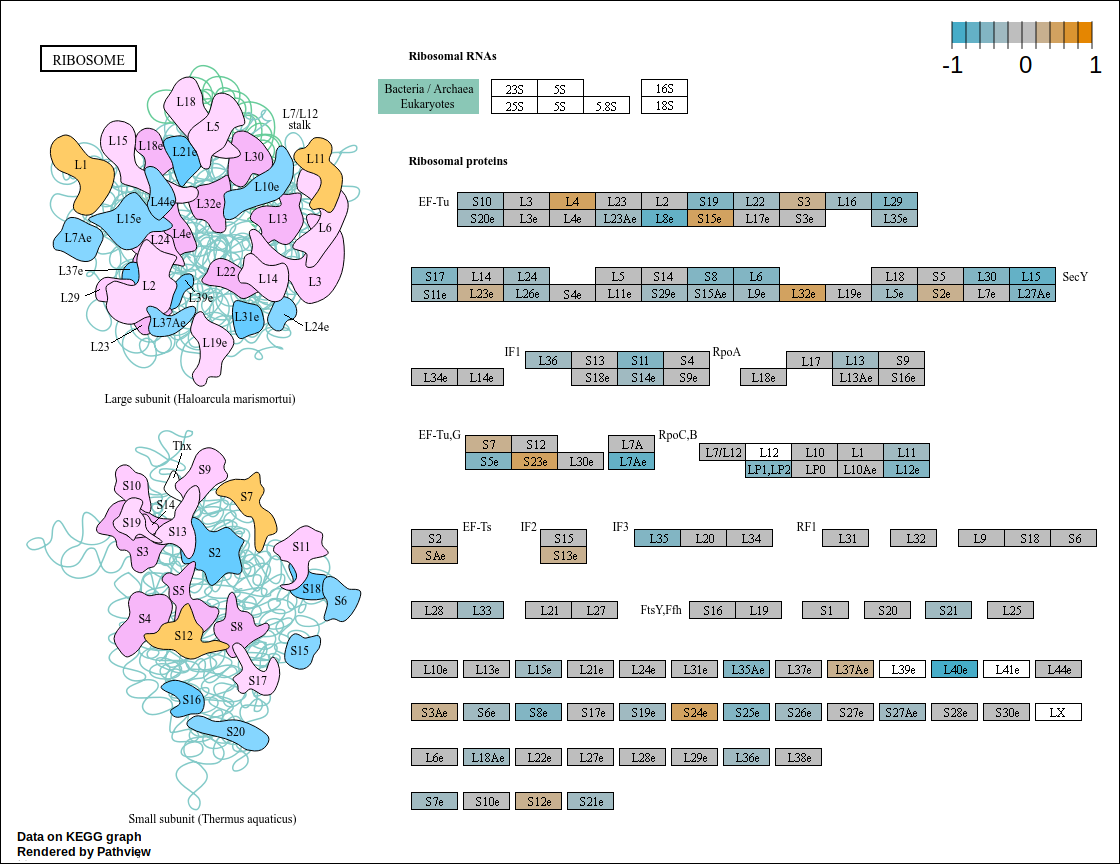 RIBOSOME
L18
L5
L7/L12
stalk
L15
L18e
L21e
L30
L11
L1
L10e
L44e
L32e
L15e
L13
L6
L7Ae
L24
L4e
L37e
L22
L14
L3
L2
L29
L39e
L37Ae
L31e
L24e
L23
L19e
Large subunit (Haloarcula marismortui)
Thx
S9
S10
S7
S14
S19
S13
S3
S2
S11
S5
S18
S6
S4
S12
S8
S15
S17
S16
S20
Small subunit (Thermus aquaticus)
Data on KEGG graph
Rendered by Pathview
-1 0 1
Ribosomal RNAs
Bacteria / Archaea 23S 5S 16S
Eukaryotes 25S 5S 5.8S 18S
Ribosomal proteins
EF-Tu S10 L3 L4 L23 L2 S19 L22 S3 L16 L29
S20e L3e L4e L23Ae L8e S15e L17e S3e L35e
S17 L14 L24 L5 S14 S8 L6 L18 S5 L30 L15 SecY
S11e L23e L26e S4e L11e S29e S15Ae L9e L32e L19e L5e S2e L7e L27Ae
IF1 L36 S13 S11 S4 RpoA L17 L13 S9
L34e L14e S18e S14e S9e L18e L13Ae S16e
EF-Tu,G S7 S12 L7A RpoC,B L7/L12 L12 L10 L1 L11
S5e S23e L30e L7Ae LP1,LP2 LP0 L10Ae L12e
S2 EF-Ts IF2 S15 IF3 L35 L20 L34 RF1 L31 L32 L9 S18 S6
SAe S13e
L28 L33 L21 L27 FtsY,Ffh S16 L19 S1 S20 S21 L25
L10e L13e L15e L21e L24e L31e L35Ae L37e L37Ae L39e L40e L41e L44e
S3Ae S6e S8e S17e S19e S24e S25e S26e S27e S27Ae S28e S30e LX
L6e L18Ae L22e L27e L28e L29e L36e L38e
S7e S10e S12e S21e